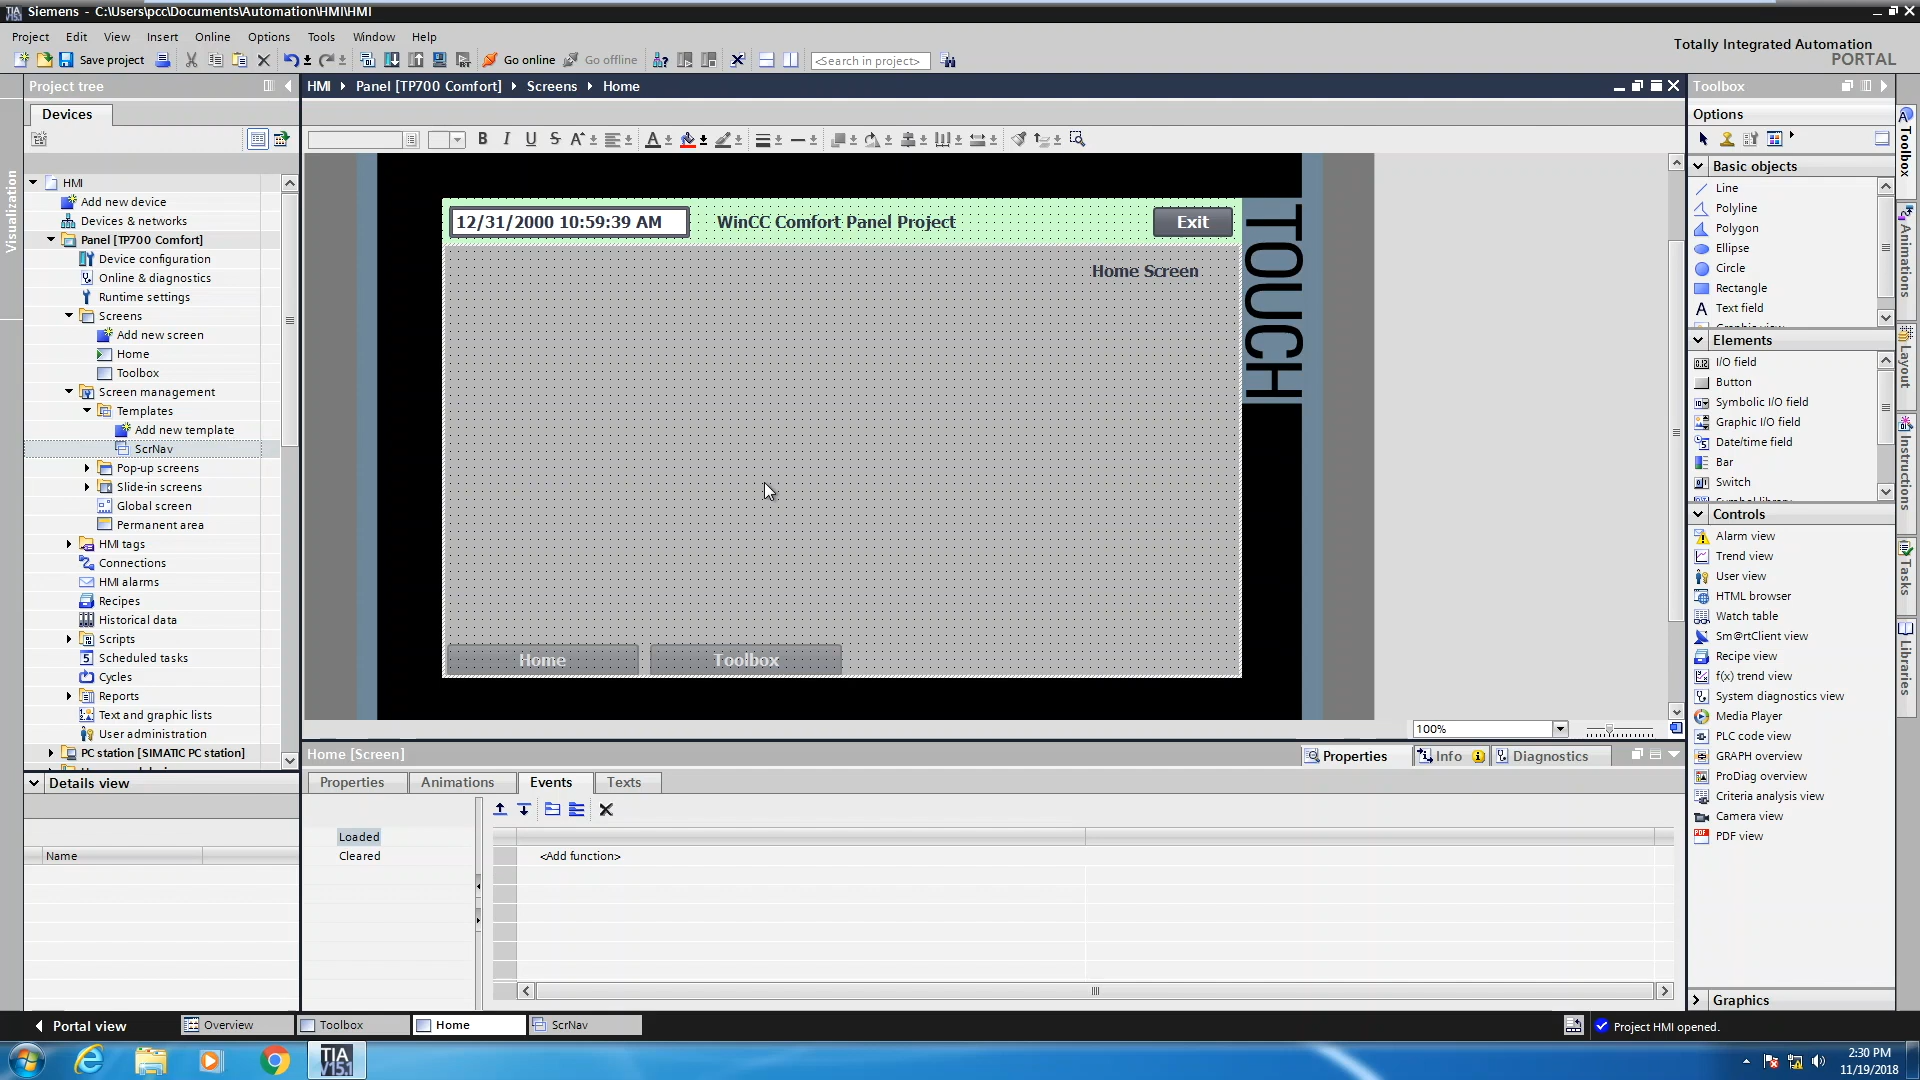 Siemens - C:\Users\pcc\Documents\Automation\HMI\HMI
Project Edit View Insert Online Options Tools Window Help
Save project Go online Go offline <Search in project>
Totally Integrated Automation
PORTAL
Project tree
HMI Panel [TP700 Comfort] Screens Home
Toolbox
Devices
Options
Visualization
HMI
Add new device
Devices & networks
Panel [TP700 Comfort]
Device configuration
Online & diagnostics
Runtime settings
Screens
Add new screen
Home
Toolbox
Screen management
Templates
Add new template
ScrNav
Pop-up screens
Slide-in screens
Global screen
Permanent area
HMI tags
Connections
HMI alarms
Recipes
Historical data
Scripts
Scheduled tasks
Cycles
Reports
Text and graphic lists
User administration
PC station [SIMATIC PC station]
Details view
Name
B I U S A A
12/31/2000 10:59:39 AM WinCC Comfort Panel Project Exit
Home Screen
TOUCH
Home Toolbox
100%
Home [Screen]
Properties Info Diagnostics
Properties Animations Events Texts
Loaded
Cleared
<Add function>
Basic objects
Line
Polyline
Polygon
Ellipse
Circle
Rectangle
Text field
Elements
I/O field
Button
Symbolic I/O field
Graphic I/O field
Date/time field
Bar
Switch
Controls
Alarm view
Trend view
User view
HTML browser
Watch table
Sm@rtClient view
Recipe view
f(x) trend view
System diagnostics view
Media Player
PLC code view
GRAPH overview
ProDiag overview
Criteria analysis view
Camera view
PDF view
Graphics
Toolbox
Animations
Layout
Instructions
Tasks
Libraries
Portal view Overview Toolbox Home ScrNav
Project HMI opened.
TIA
V15.1
2:30 PM
11/19/2018